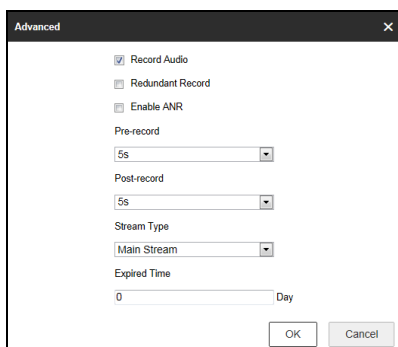 Advanced
Record Audio
Redundant Record
Enable ANR
Pre-record
5s
Post-record
5s
Stream Type
Main Stream
Expired Time
0 Day
OK Cancel